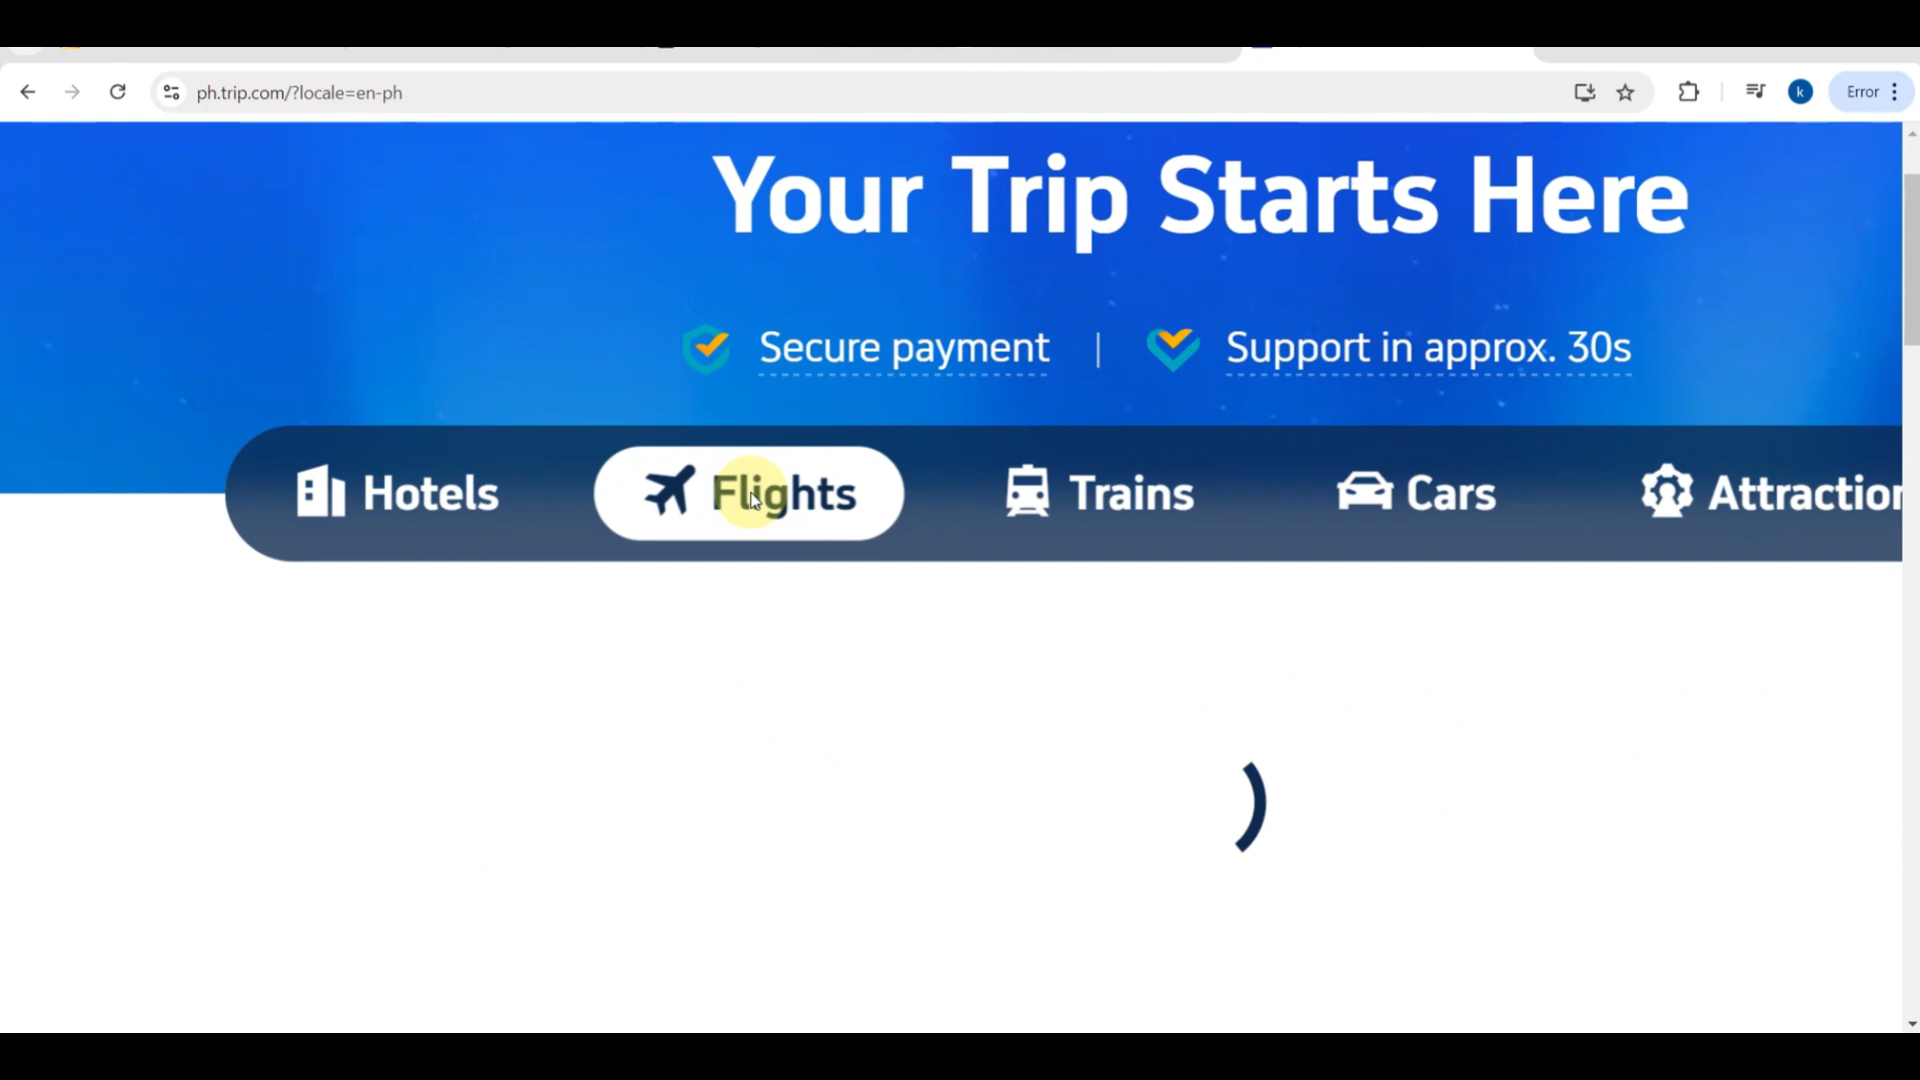 ph.trip.com/?locale=en-ph
k
Error
Your Trip Starts Here
Secure payment | Support in approx. 30s
Hotels
Flights
Trains
Cars
Attraction